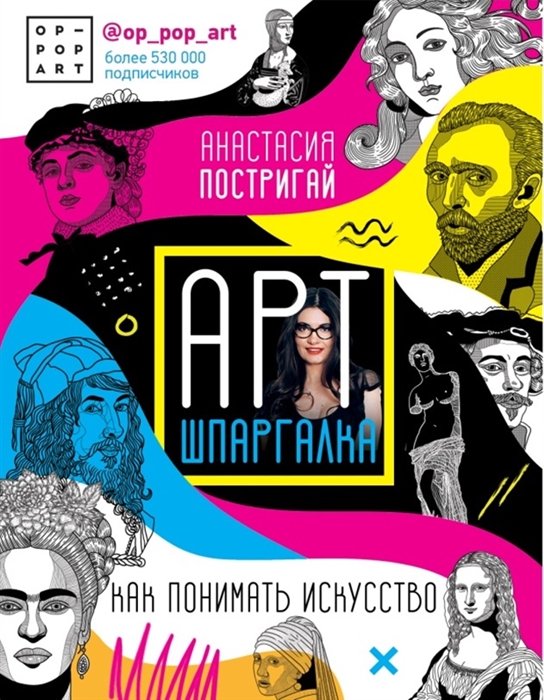 OP–
POP
ART
@op_pop_art
более 530 000
подписчиков
АНАСТАСИЯ
ПОСТРИГАЙ
АРТ
ШПАРГАЛКА
КАК ПОНИМАТЬ ИСКУССТВО